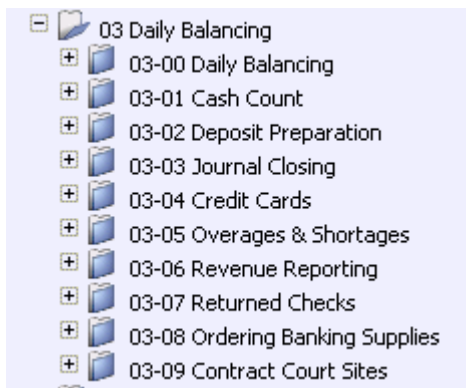 03 Daily Balancing
03-00 Daily Balancing
03-01 Cash Count
03-02 Deposit Preparation
03-03 Journal Closing
03-04 Credit Cards
03-05 Overages & Shortages
03-06 Revenue Reporting
03-07 Returned Checks
03-08 Ordering Banking Supplies
03-09 Contract Court Sites